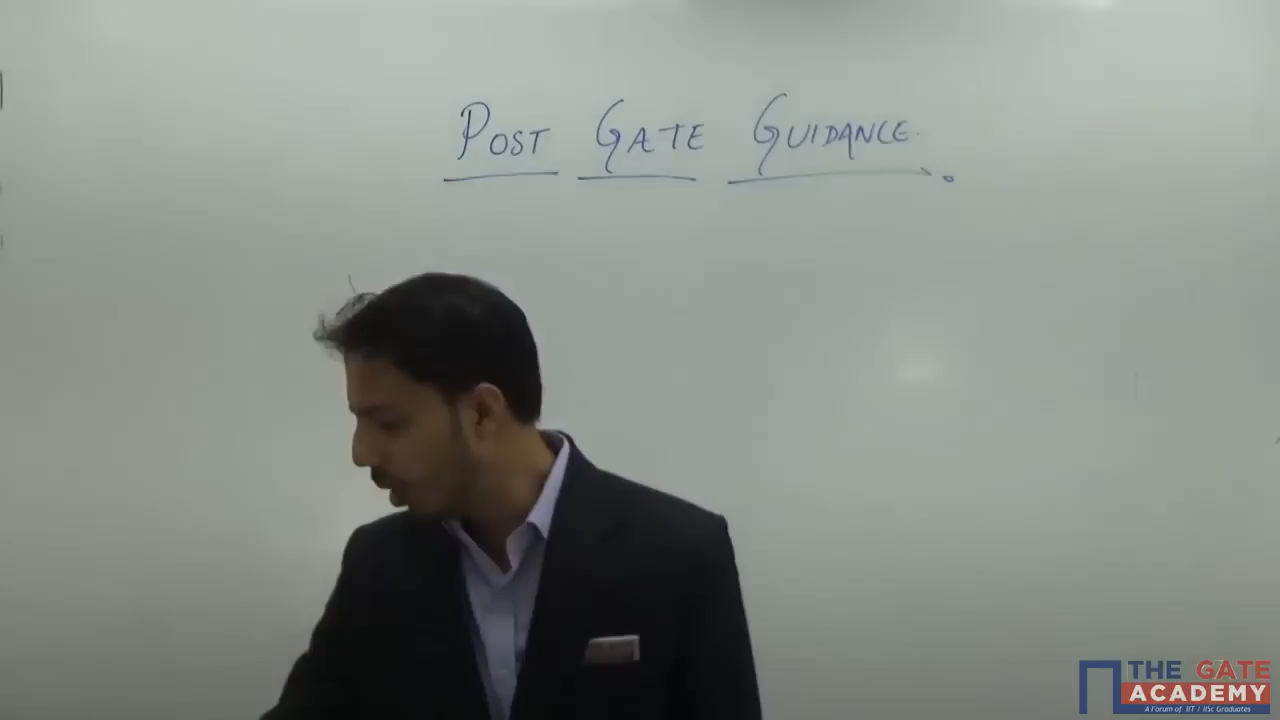 POST GATE GUIDANCE.
THE GATE
ACADEMY
A Forum of IIT / IISc Graduates